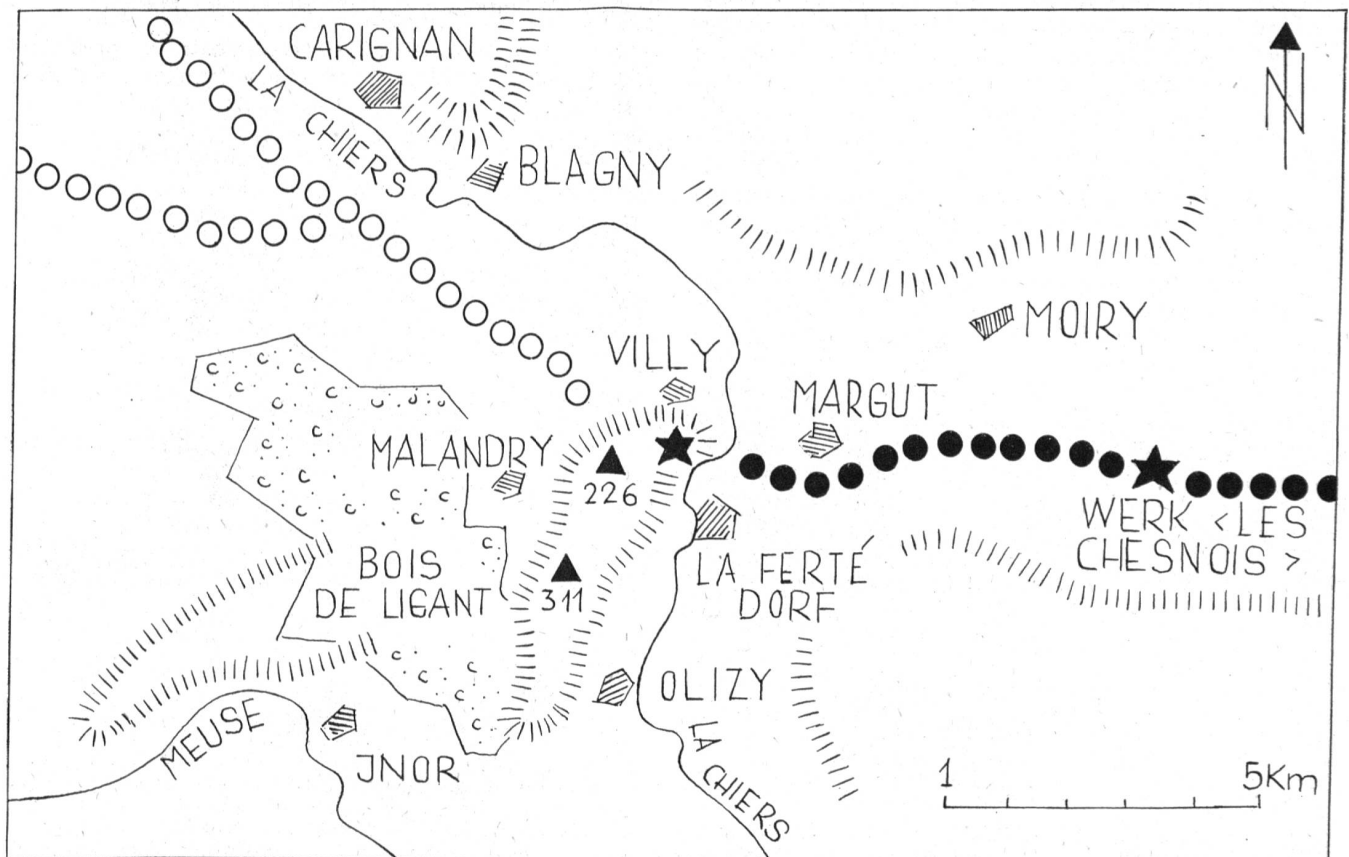 CARIGNAN
N
LA CHIERS
BLAGNY
MOIRY
VILLY
MARGUT
MALANDRY
226
WERK <LES
CHESNOIS >
BOIS
DE LIGANT
311
LA FERTÉ
DORF
OLIZY
MEUSE
JNOR
LA CHIERS
1 5Km